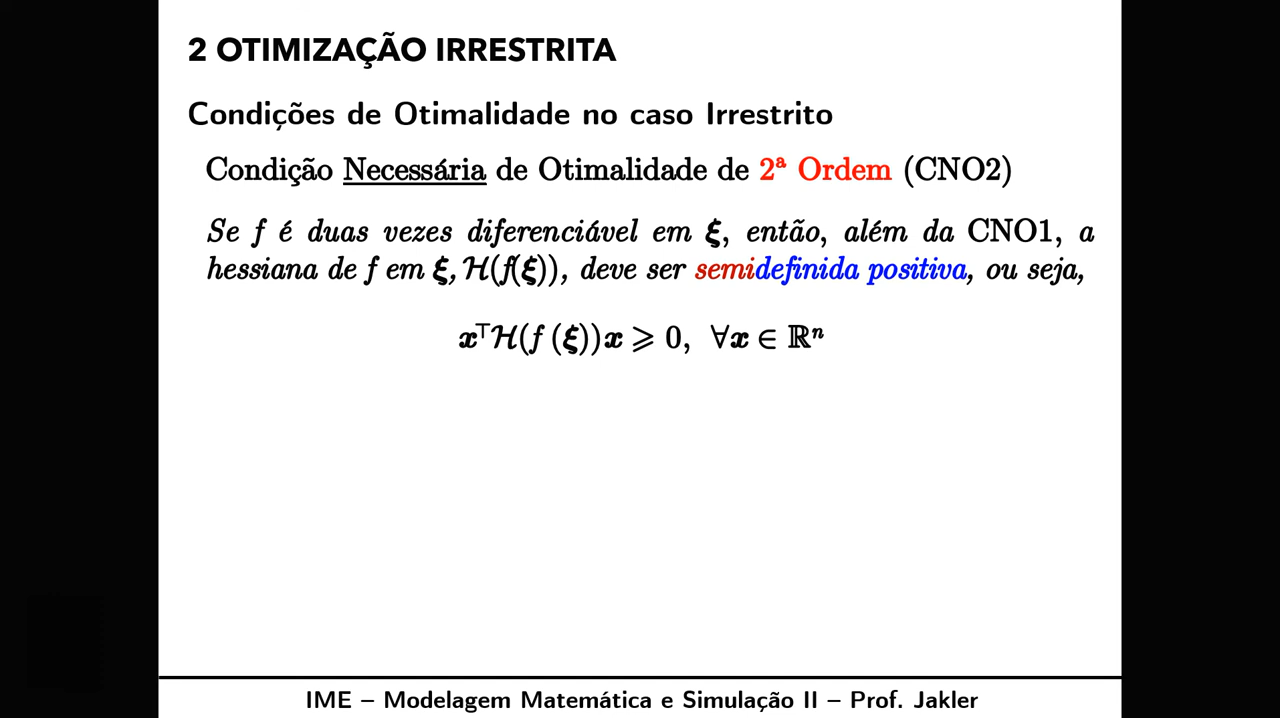 2 OTIMIZAÇÃO IRRESTRITA
Condições de Otimalidade no caso Irrestrito
Condição Necessária de Otimalidade de 2ª Ordem (CNO2)
Se f é duas vezes diferenciável em ξ, então, além da CNO1, a
hessiana de f em ξ, ℋ(f(ξ)), deve ser semidefinida positiva, ou seja,
x⊤ℋ(f (ξ))x ⩾ 0, ∀x ∈ ℝⁿ
IME – Modelagem Matemática e Simulação II – Prof. Jakler